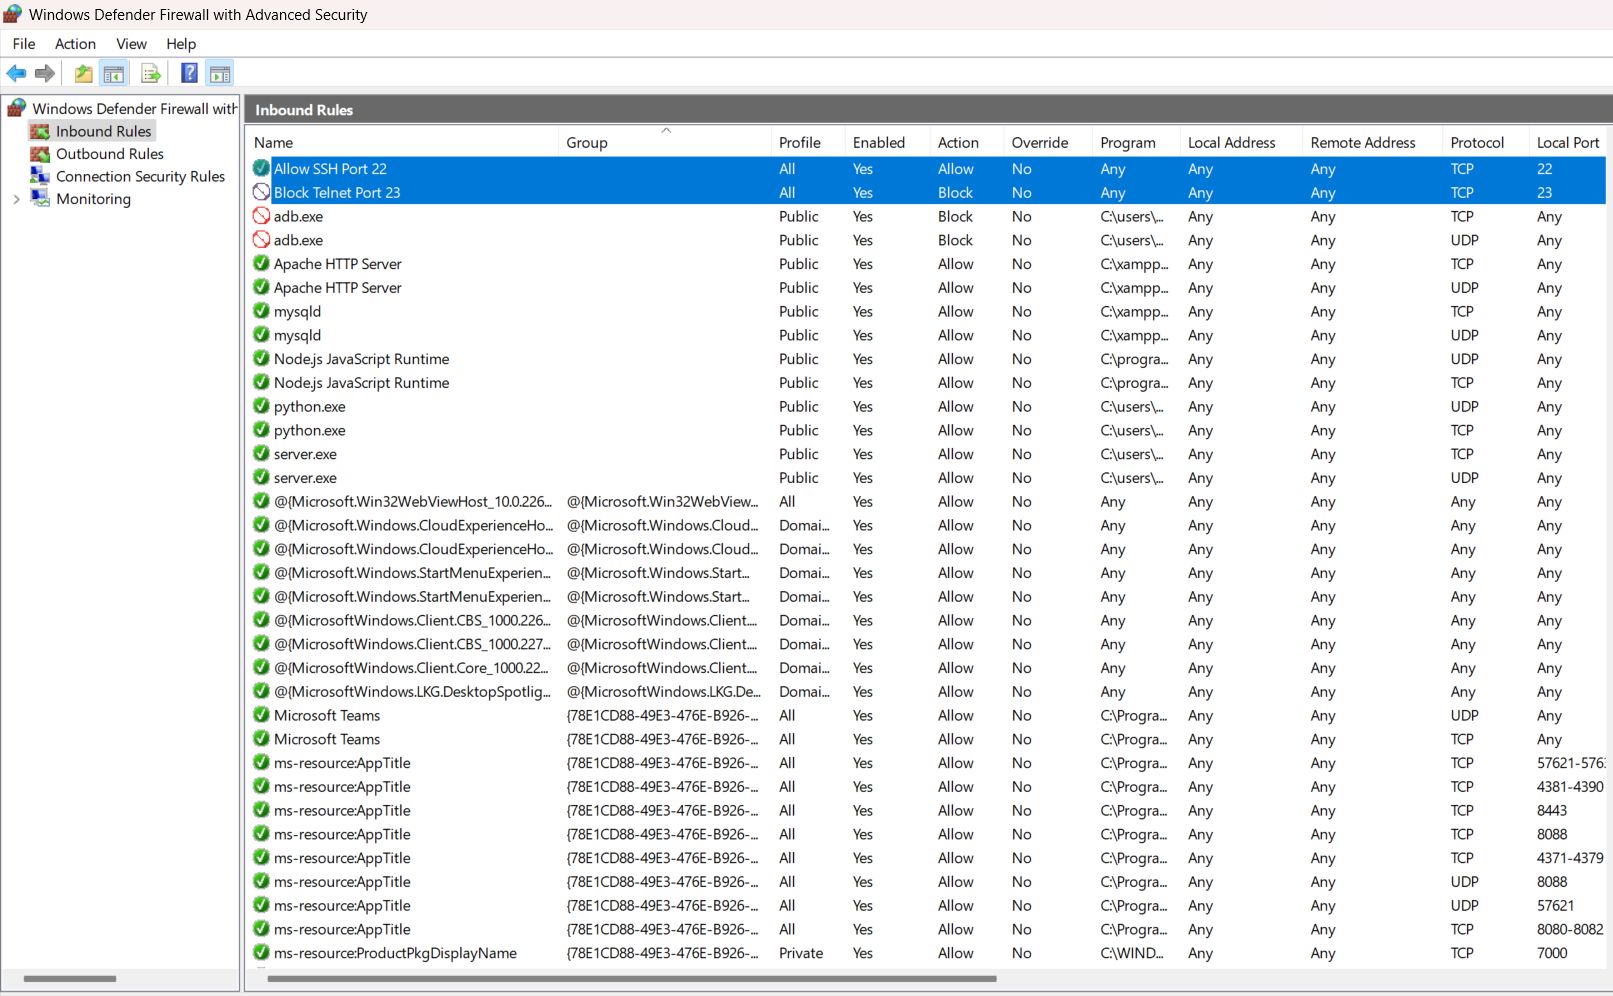 Windows Defender Firewall with Advanced Security
File Action View Help
Windows Defender Firewall with
Inbound Rules
Outbound Rules
Connection Security Rules
Monitoring
Inbound Rules
Name Group Profile Enabled Action Override Program Local Address Remote Address Protocol Local Port
Allow SSH Port 22 All Yes Allow No Any Any Any TCP 22
Block Telnet Port 23 All Yes Block No Any Any Any TCP 23
adb.exe Public Yes Block No C:\users\... Any Any TCP Any
adb.exe Public Yes Block No C:\users\... Any Any UDP Any
Apache HTTP Server Public Yes Allow No C:\xampp... Any Any TCP Any
Apache HTTP Server Public Yes Allow No C:\xampp... Any Any UDP Any
mysqld Public Yes Allow No C:\xampp... Any Any TCP Any
mysqld Public Yes Allow No C:\xampp... Any Any UDP Any
Node.js JavaScript Runtime Public Yes Allow No C:\progra... Any Any UDP Any
Node.js JavaScript Runtime Public Yes Allow No C:\progra... Any Any TCP Any
python.exe Public Yes Allow No C:\users\... Any Any UDP Any
python.exe Public Yes Allow No C:\users\... Any Any TCP Any
server.exe Public Yes Allow No C:\users\... Any Any TCP Any
server.exe Public Yes Allow No C:\users\... Any Any UDP Any
@{Microsoft.Win32WebViewHost_10.0.226... @{Microsoft.Win32WebView... All Yes Allow No Any Any Any Any Any
@{Microsoft.Windows.CloudExperienceHo... @{Microsoft.Windows.Cloud... Domai... Yes Allow No Any Any Any Any Any
@{Microsoft.Windows.CloudExperienceHo... @{Microsoft.Windows.Cloud... Domai... Yes Allow No Any Any Any Any Any
@{Microsoft.Windows.StartMenuExperien... @{Microsoft.Windows.Start... Domai... Yes Allow No Any Any Any Any Any
@{Microsoft.Windows.StartMenuExperien... @{Microsoft.Windows.Start... Domai... Yes Allow No Any Any Any Any Any
@{MicrosoftWindows.Client.CBS_1000.226... @{MicrosoftWindows.Client.... Domai... Yes Allow No Any Any Any Any Any
@{MicrosoftWindows.Client.CBS_1000.227... @{MicrosoftWindows.Client.... Domai... Yes Allow No Any Any Any Any Any
@{MicrosoftWindows.Client.Core_1000.22... @{MicrosoftWindows.Client.... Domai... Yes Allow No Any Any Any Any Any
@{MicrosoftWindows.LKG.DesktopSpotlig... @{MicrosoftWindows.LKG.De... Domai... Yes Allow No Any Any Any Any Any
Microsoft Teams {78E1CD88-49E3-476E-B926-... All Yes Allow No C:\Progra... Any Any UDP Any
Microsoft Teams {78E1CD88-49E3-476E-B926-... All Yes Allow No C:\Progra... Any Any TCP Any
ms-resource:AppTitle {78E1CD88-49E3-476E-B926-... All Yes Allow No C:\Progra... Any Any TCP 57621-576
ms-resource:AppTitle {78E1CD88-49E3-476E-B926-... All Yes Allow No C:\Progra... Any Any TCP 4381-4390
ms-resource:AppTitle {78E1CD88-49E3-476E-B926-... All Yes Allow No C:\Progra... Any Any TCP 8443
ms-resource:AppTitle {78E1CD88-49E3-476E-B926-... All Yes Allow No C:\Progra... Any Any TCP 8088
ms-resource:AppTitle {78E1CD88-49E3-476E-B926-... All Yes Allow No C:\Progra... Any Any TCP 4371-4379
ms-resource:AppTitle {78E1CD88-49E3-476E-B926-... All Yes Allow No C:\Progra... Any Any UDP 8088
ms-resource:AppTitle {78E1CD88-49E3-476E-B926-... All Yes Allow No C:\Progra... Any Any UDP 57621
ms-resource:AppTitle {78E1CD88-49E3-476E-B926-... All Yes Allow No C:\Progra... Any Any TCP 8080-8082
ms-resource:ProductPkgDisplayName {78E1CD88-49E3-476E-B926-... Private Yes Allow No C:\WIND... Any Any TCP 7000